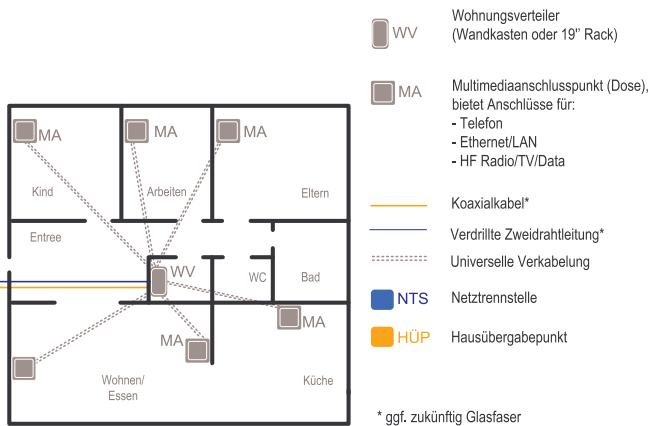 WV
Wohnungsverteiler
(Wandkasten oder 19" Rack)
MA
Multimediaanschlusspunkt (Dose),
bietet Anschlüsse für:
- Telefon
- Ethernet/LAN
- HF Radio/TV/Data
Koaxialkabel*
Verdrillte Zweidrahtleitung*
Universelle Verkabelung
NTS
Netztrennstelle
HÜP
Hausübergabepunkt
* ggf. zukünftig Glasfaser
MA
MA
MA
Kind
Arbeiten
Eltern
Entree
WV
WC
Bad
MA
MA
Wohnen/
Essen
Küche